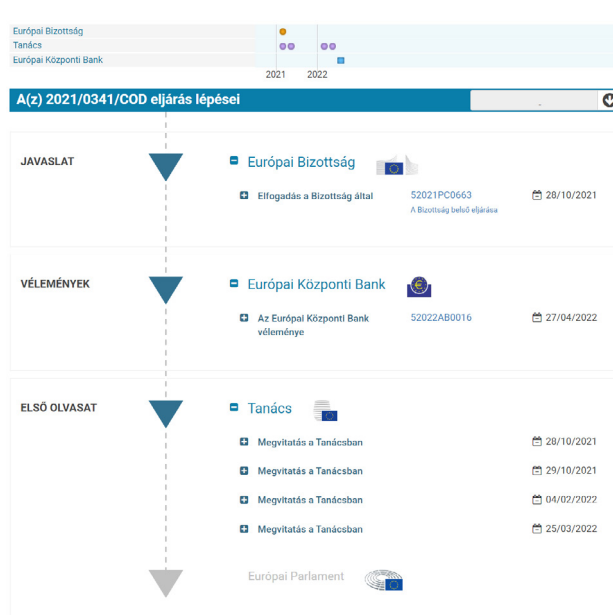 Európai Bizottság
Tanács
Európai Központi Bank
2021 2022
A(z) 2021/0341/COD eljárás lépései
JAVASLAT
Európai Bizottság
Elfogadás a Bizottság által 52021PC0663 28/10/2021
A Bizottság belső eljárása
VÉLEMÉNYEK
Európai Központi Bank
Az Európai Központi Bank 52022AB0016 27/04/2022
véleménye
ELSŐ OLVASAT
Tanács
Megvitatás a Tanácsban 28/10/2021
Megvitatás a Tanácsban 29/10/2021
Megvitatás a Tanácsban 04/02/2022
Megvitatás a Tanácsban 25/03/2022
Európai Parlament